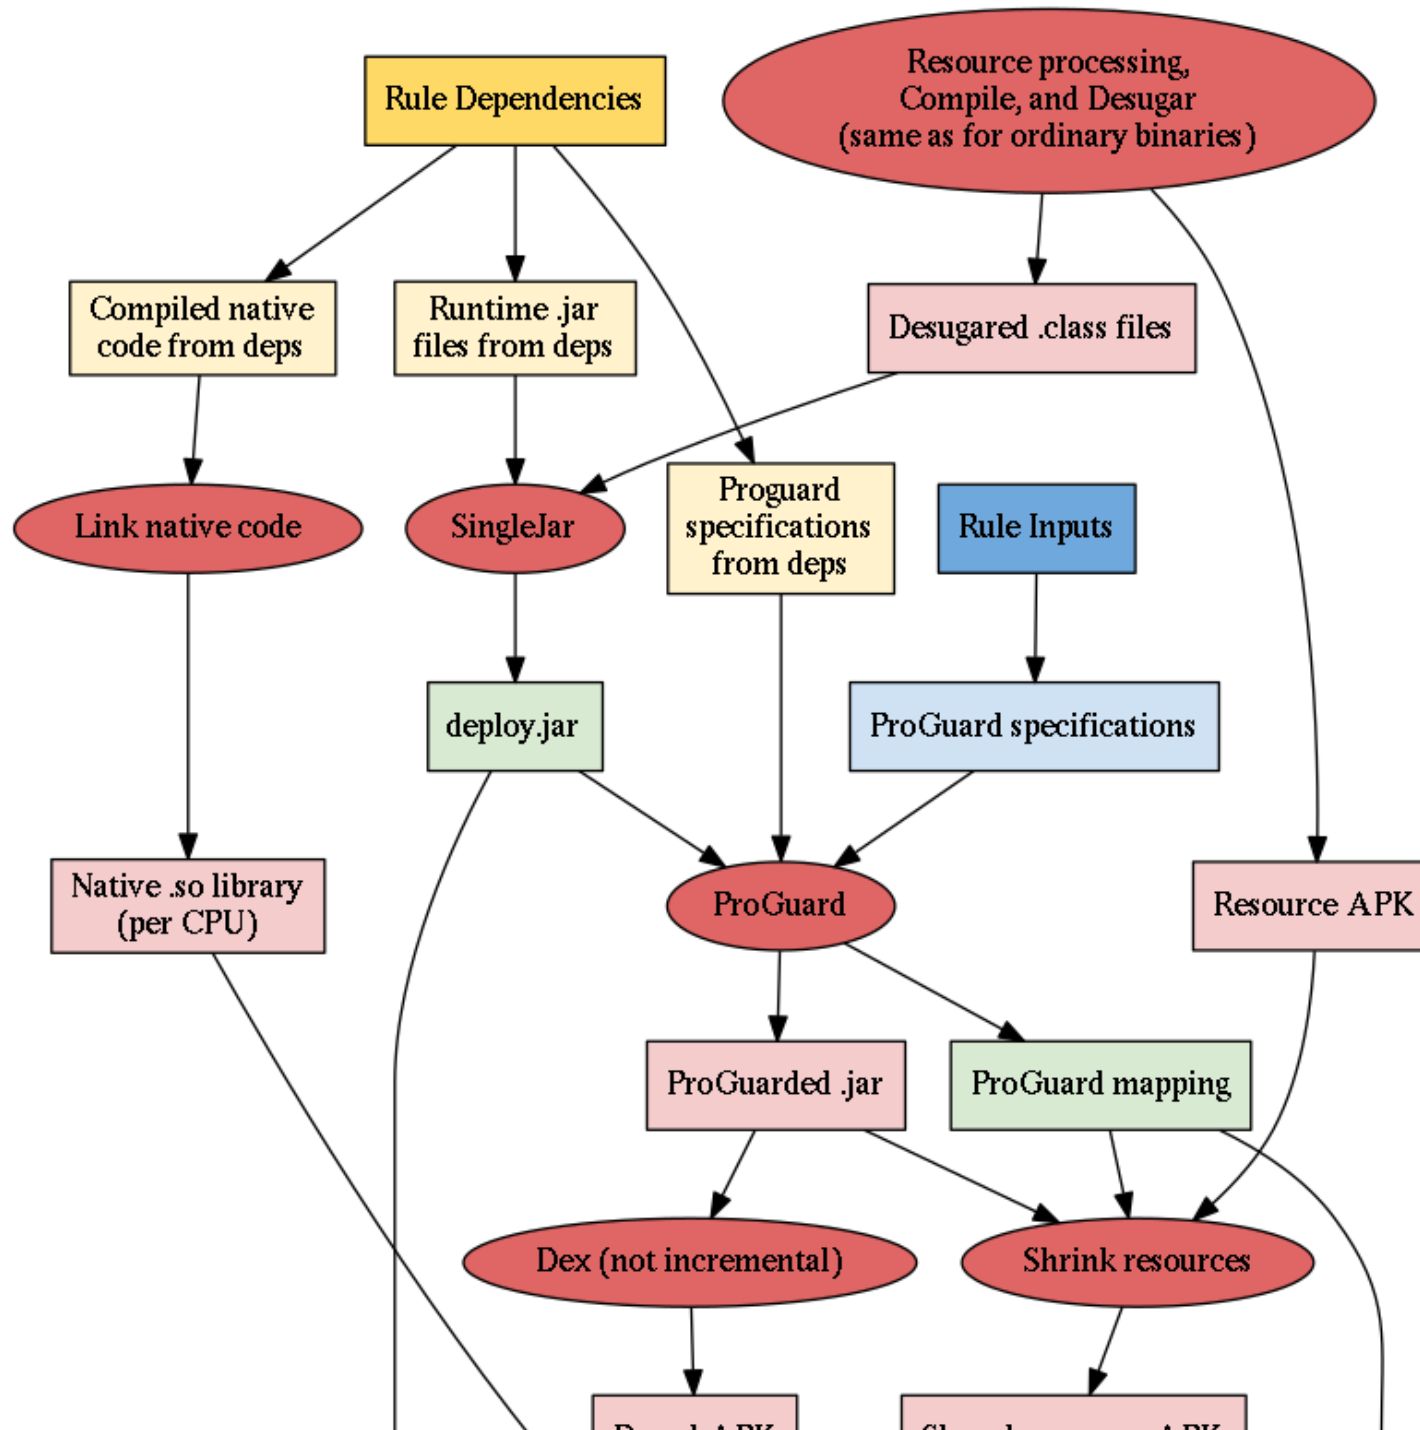 Resource processing,
Compile, and Desugar
(same as for ordinary binaries)
Rule Dependencies
Compiled native
code from deps
Runtime .jar
files from deps
Desugared .class files
Proguard
specifications
from deps
Link native code
SingleJar
Rule Inputs
deploy.jar
ProGuard specifications
Native .so library
(per CPU)
ProGuard
Resource APK
ProGuarded .jar
ProGuard mapping
Dex (not incremental)
Shrink resources
APK
APK